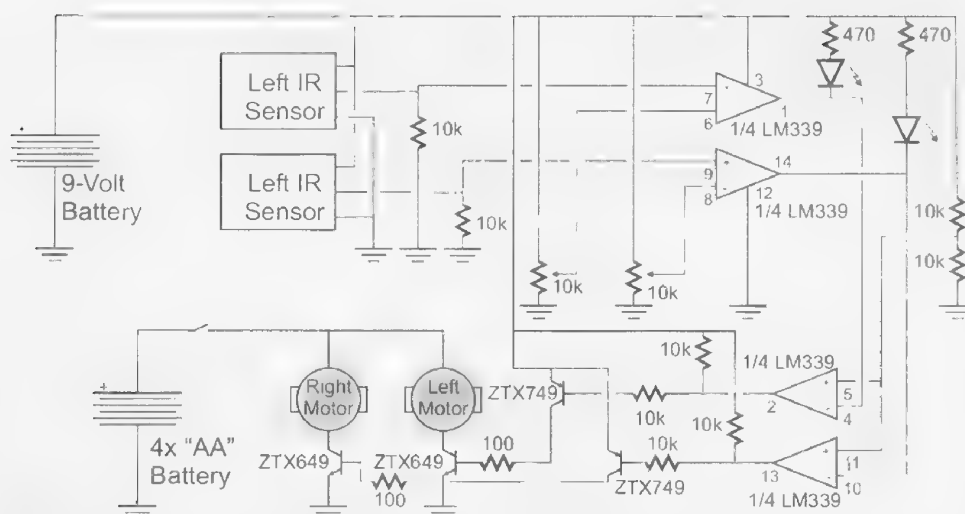 470
470
Left IR
Sensor
10k
3
7
6
1
1/4 LM339
9-Volt
Battery
Left IR
Sensor
10k
9
8
14
12
1/4 LM339
10k
10k
10k
10k
+
4x "AA"
Battery
Right
Motor
Left
Motor
ZTX749
10k
10k
1/4 LM339
2
5
4
ZTX649
100
ZTX649
100
10k
10k
ZTX749
13
11
10
1/4 LM339